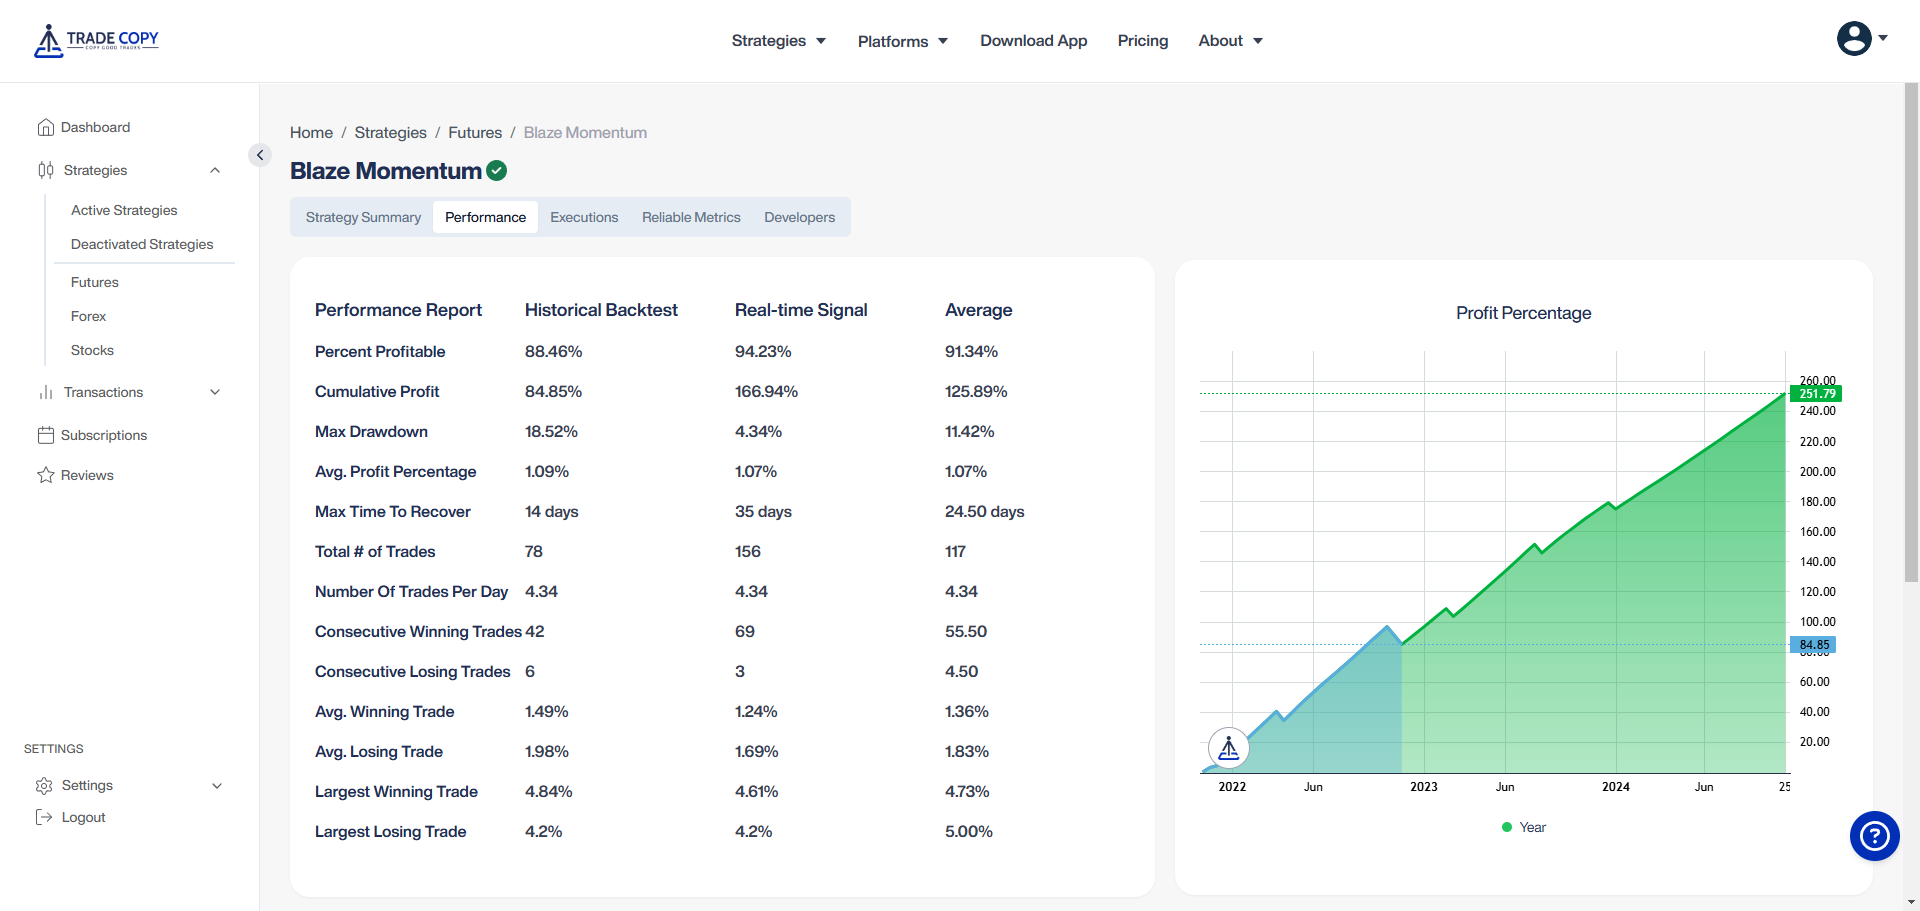 TRADE COPY
COPY GOOD TRADES
Strategies
Platforms
Download App
Pricing
About
Dashboard
Strategies
Active Strategies
Deactivated Strategies
Futures
Forex
Stocks
Transactions
Subscriptions
Reviews
SETTINGS
Settings
Logout
Home / Strategies / Futures / Blaze Momentum
Blaze Momentum
Strategy Summary Performance Executions Reliable Metrics Developers
Performance Report Historical Backtest Real-time Signal Average
Percent Profitable 88.46% 94.23% 91.34%
Cumulative Profit 84.85% 166.94% 125.89%
Max Drawdown 18.52% 4.34% 11.42%
Avg. Profit Percentage 1.09% 1.07% 1.07%
Max Time To Recover 14 days 35 days 24.50 days
Total # of Trades 78 156 117
Number Of Trades Per Day 4.34 4.34 4.34
Consecutive Winning Trades 42 69 55.50
Consecutive Losing Trades 6 3 4.50
Avg. Winning Trade 1.49% 1.24% 1.36%
Avg. Losing Trade 1.98% 1.69% 1.83%
Largest Winning Trade 4.84% 4.61% 4.73%
Largest Losing Trade 4.2% 4.2% 5.00%
Profit Percentage
260.00
251.79
240.00
220.00
200.00
180.00
160.00
140.00
120.00
100.00
84.85
80.00
60.00
40.00
20.00
2022 Jun 2023 Jun 2024 Jun 25
Year
?